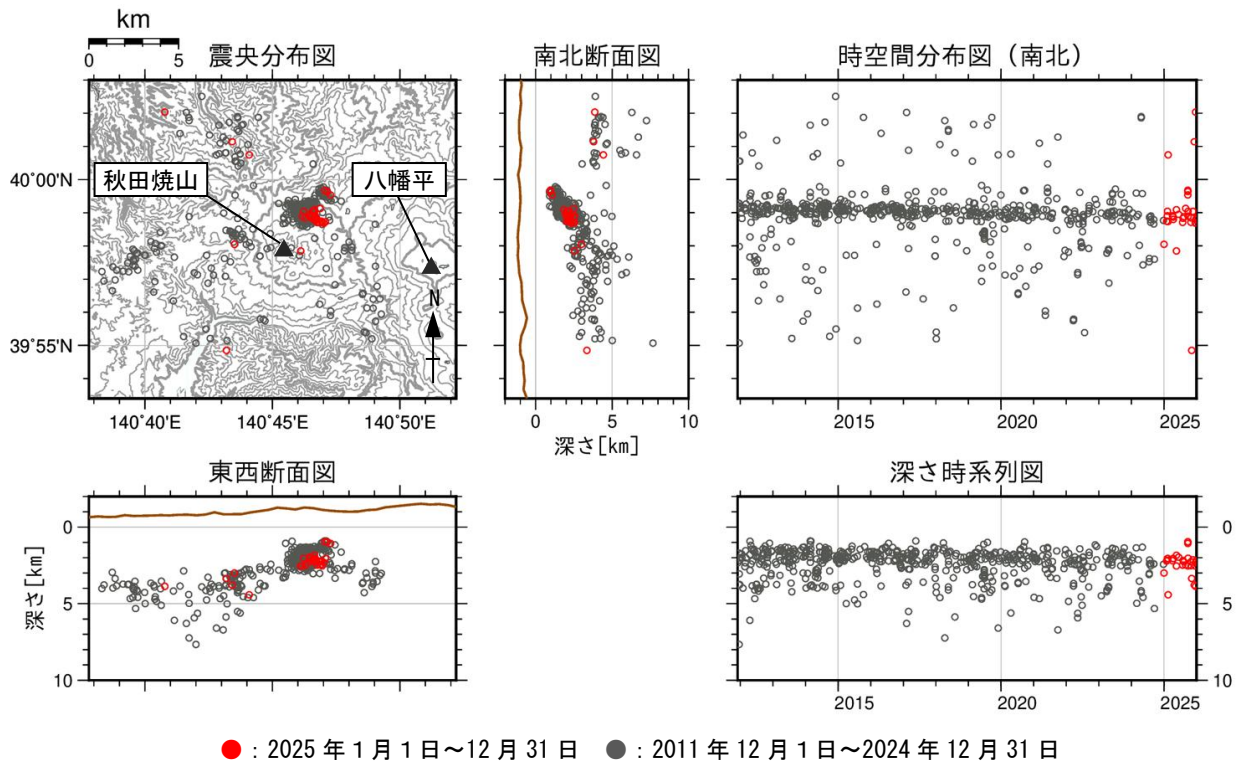 km
0 5
震央分布図
南北断面図
時空間分布図（南北）
40°00'N
秋田焼山
八幡平
N
39°55'N
140°40'E 140°45'E 140°50'E
0 5 10
深さ[km]
2015 2020 2025
東西断面図
深さ時系列図
0
5
10
深さ[km]
0
5
10
2015 2020 2025
●：2025 年１月１日～12 月 31 日 ●：2011 年 12 月１日～2024 年 12 月 31 日